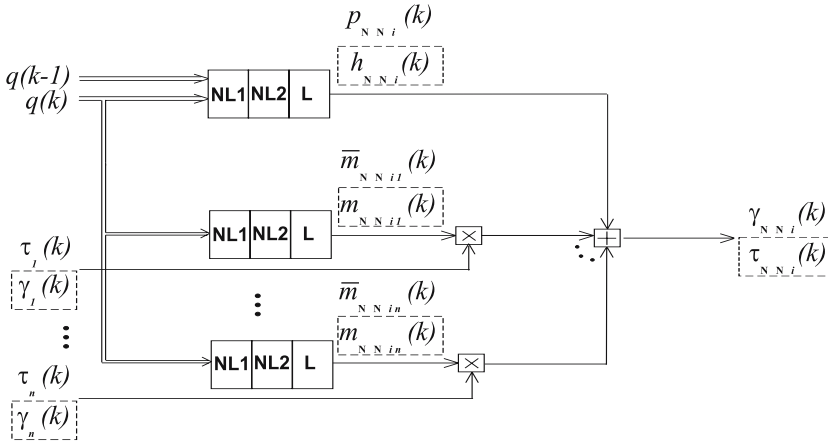 p_NNi(k)
h_NNi(k)
q(k-1)
q(k)
NL1 NL2 L
m̅_NNi1(k)
m_NNi1(k)
NL1 NL2 L
×
+
γ_NNi(k)
τ_NNi(k)
τ_1(k)
γ_1(k)
m̅_NNin(k)
m_NNin(k)
NL1 NL2 L
×
τ_n(k)
γ_n(k)